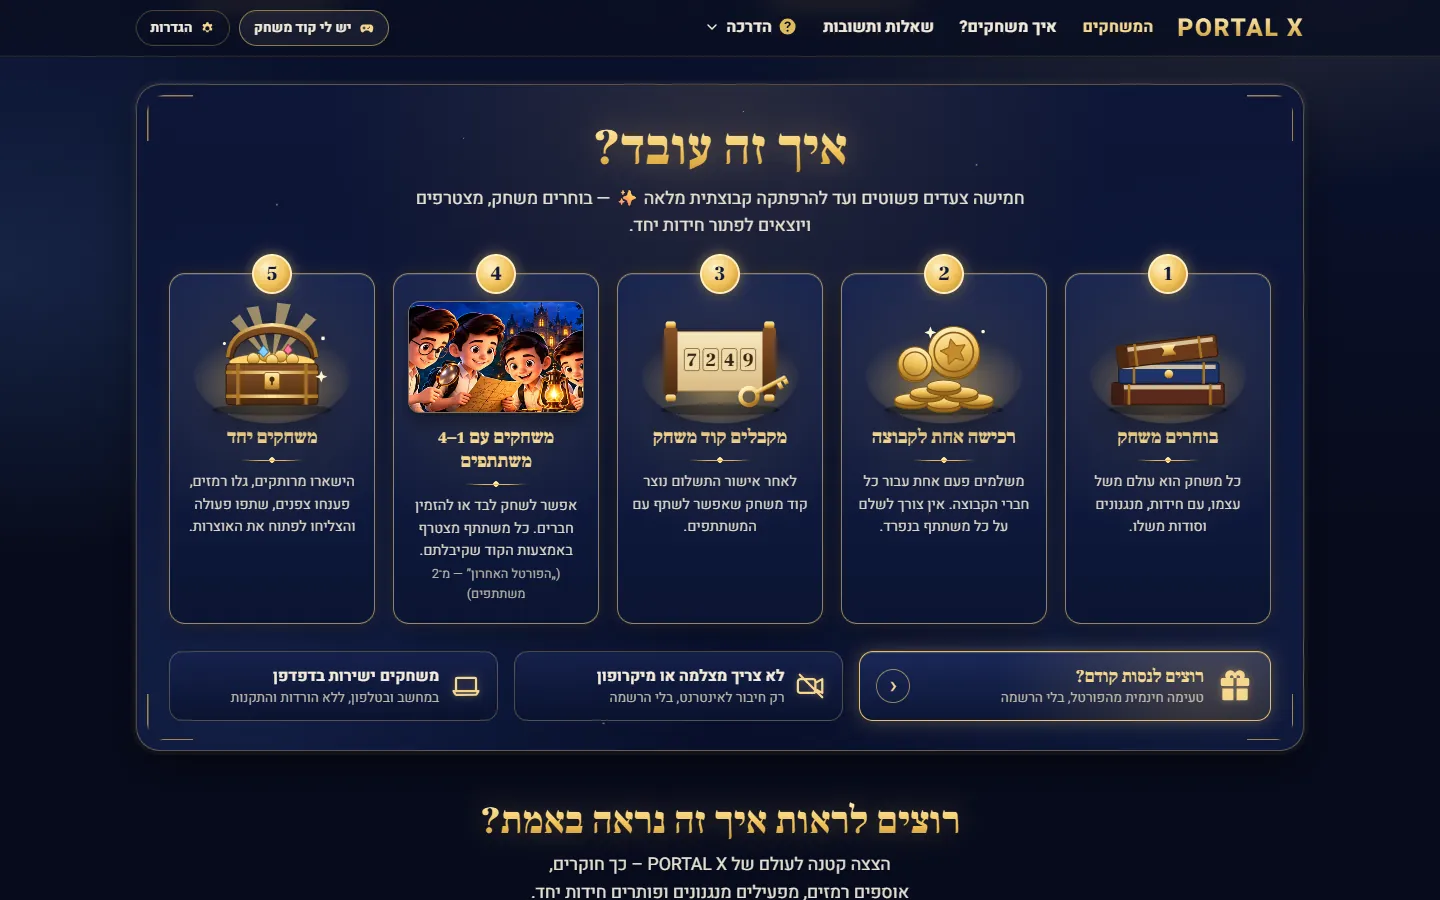 PORTAL X
המשחקים
איך משחקים?
שאלות ותשובות
? הדרכה
יש לי קוד משחק
הגדרות
איך זה עובד?
חמישה צעדים פשוטים ועד להרפתקה קבוצתית מלאה ✨ — בוחרים משחק, מצטרפים
ויוצאים לפתור חידות יחד.
1
בוחרים משחק
כל משחק הוא עולם משל
עצמו, עם חידות, מנגנונים
וסודות משלו.
2
רכישה אחת לקבוצה
משלמים פעם אחת עבור כל
חברי הקבוצה. אין צורך לשלם
על כל משתתף בנפרד.
3
7249
מקבלים קוד משחק
לאחר אישור התשלום נוצר
קוד משחק שאפשר לשתף עם
המשתתפים.
4
משחקים עם 1–4
משתתפים
אפשר לשחק לבד או להזמין
חברים. כל משתתף מצטרף
באמצעות הקוד שקיבלתם.
(„הפורטל האחרון” — מ־2
משתתפים)
5
משחקים יחד
הישארו מרותקים, גלו רמזים,
פענחו צפנים, שתפו פעולה
והצליחו לפתוח את האוצרות.
רוצים לנסות קודם?
טעימה חינמית מהפורטל, בלי הרשמה
לא צריך מצלמה או מיקרופון
רק חיבור לאינטרנט, בלי הרשמה
משחקים ישירות בדפדפן
במחשב ובטלפון, ללא הורדות והתקנות
רוצים לראות איך זה נראה באמת?
הצצה קטנה לעולם של PORTAL X – כך חוקרים,
אוספים רמזים, מפעילים מנגנונים ופותרים חידות יחד.